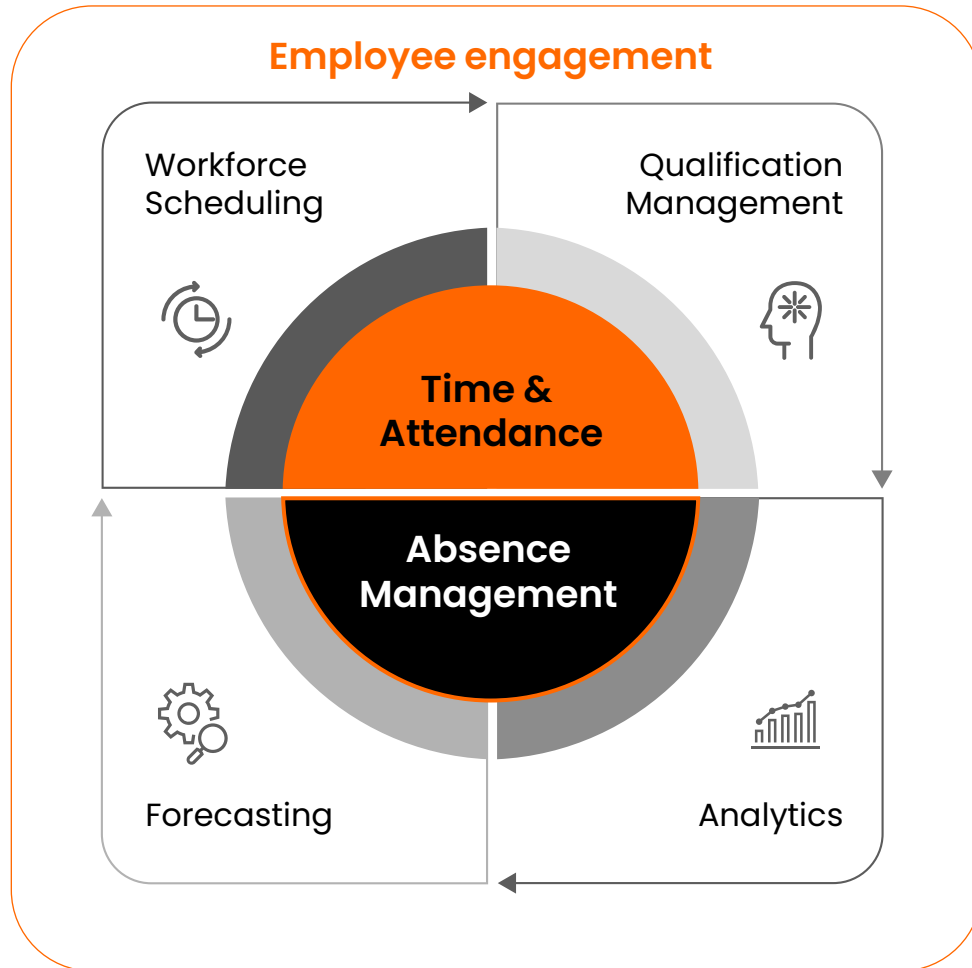 Employee engagement
Workforce
Scheduling
Qualification
Management
Time &
Attendance
Absence
Management
Forecasting
Analytics